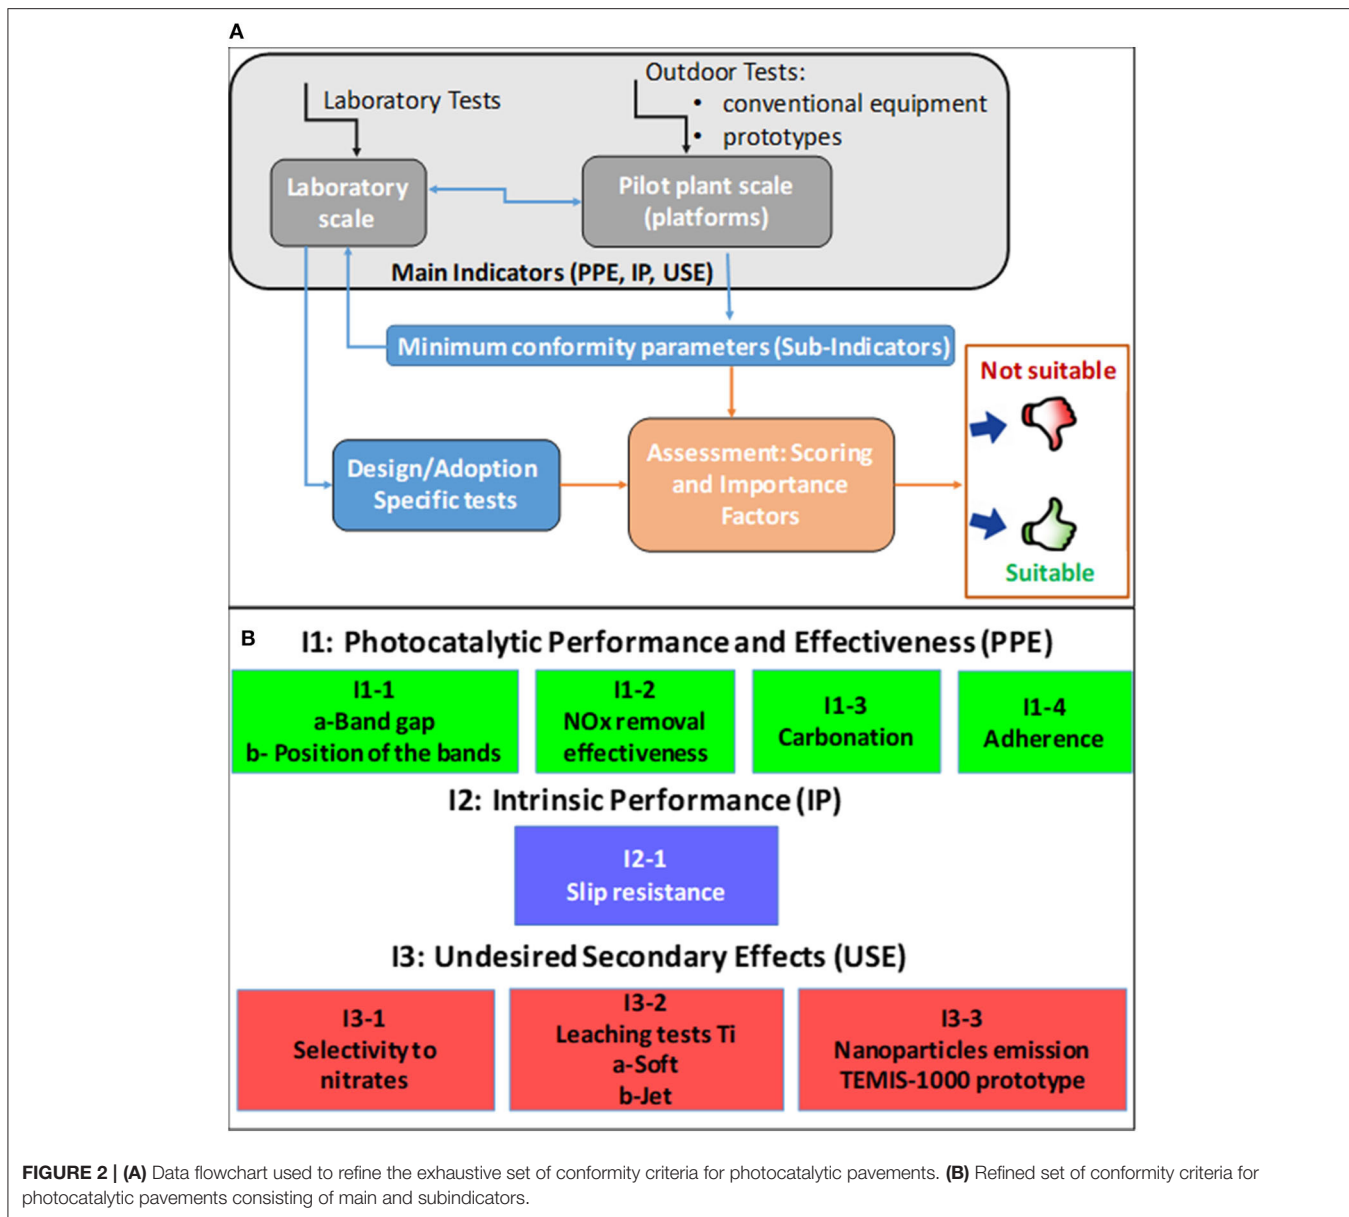 A
Laboratory Tests
Outdoor Tests:
• conventional equipment
• prototypes
Laboratory
scale
Pilot plant scale
(platforms)
Main Indicators (PPE, IP, USE)
Minimum conformity parameters (Sub-Indicators)
Not suitable
Design/Adoption
Specific tests
Assessment: Scoring
and Importance
Factors
Suitable
B
I1: Photocatalytic Performance and Effectiveness (PPE)
I1-1
a-Band gap
b- Position of the bands
I1-2
NOx removal
effectiveness
I1-3
Carbonation
I1-4
Adherence
I2: Intrinsic Performance (IP)
I2-1
Slip resistance
I3: Undesired Secondary Effects (USE)
I3-1
Selectivity to
nitrates
I3-2
Leaching tests Ti
a-Soft
b-Jet
I3-3
Nanoparticles emission
TEMIS-1000 prototype
FIGURE 2 | (A) Data flowchart used to refine the exhaustive set of conformity criteria for photocatalytic pavements. (B) Refined set of conformity criteria for
photocatalytic pavements consisting of main and subindicators.